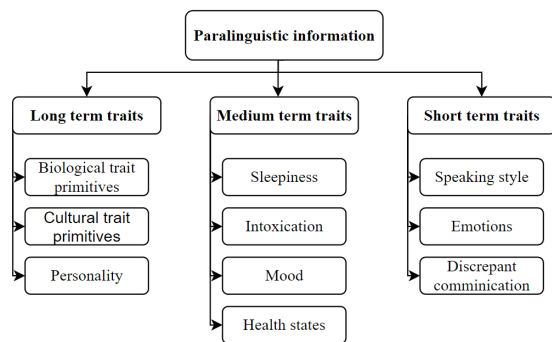 Paralinguistic information
Long term traits
Biological trait
primitives
Cultural trait
primitives
Personality
Medium term traits
Sleepiness
Intoxication
Mood
Health states
Short term traits
Speaking style
Emotions
Discrepant
comminication